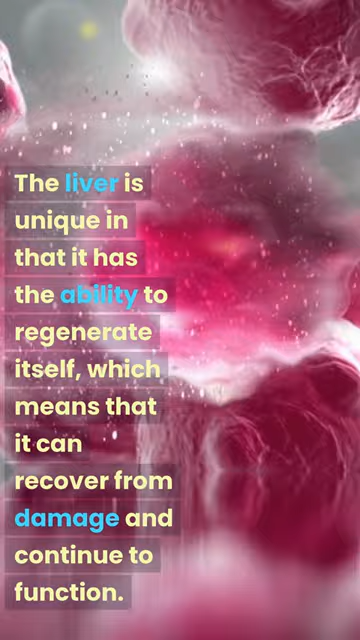 The liver is
unique in
that it has
the ability to
regenerate
itself, which
means that
it can
recover from
damage and
continue to
function.